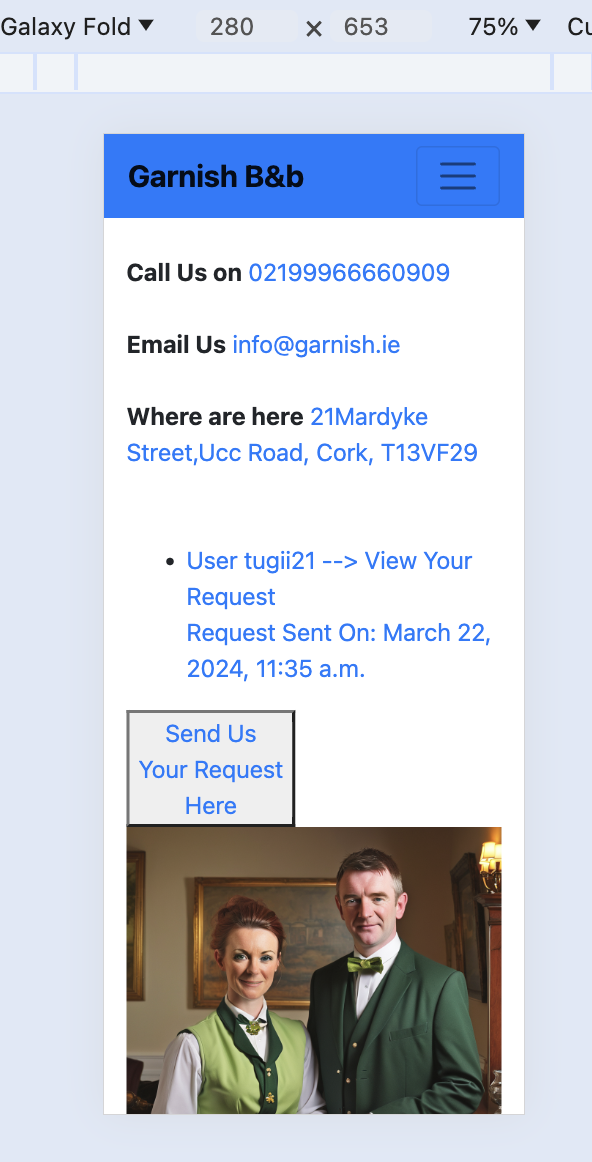 Galaxy Fold ▼ 280 × 653 75% ▼ Cu
Garnish B&b
Call Us on 02199966660909
Email Us info@garnish.ie
Where are here 21Mardyke
Street,Ucc Road, Cork, T13VF29
• User tugii21 --> View Your
Request
Request Sent On: March 22,
2024, 11:35 a.m.
Send Us
Your Request
Here